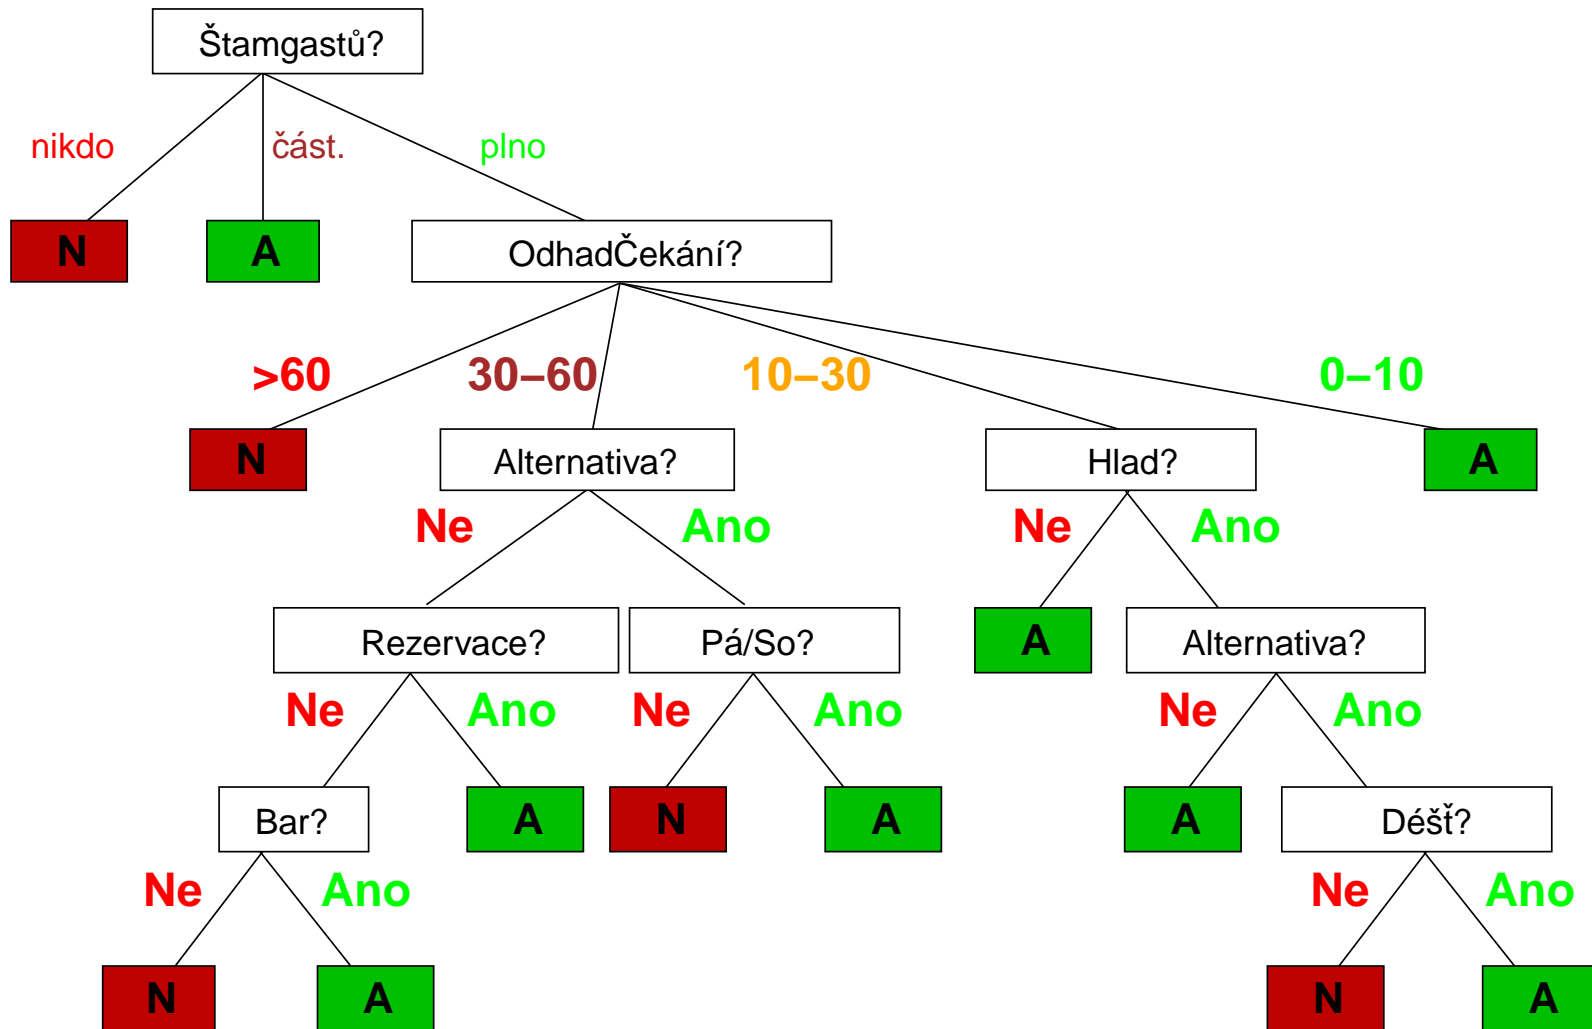 Štamgastů?
nikdo část. plno
N A OdhadČekání?
>60 30–60 10–30 0–10
N Alternativa? Hlad? A
Ne Ano Ne Ano
Rezervace? Pá/So? A Alternativa?
Ne Ano Ne Ano Ne Ano
Bar? A N A A Déšť?
Ne Ano Ne Ano
N A N A